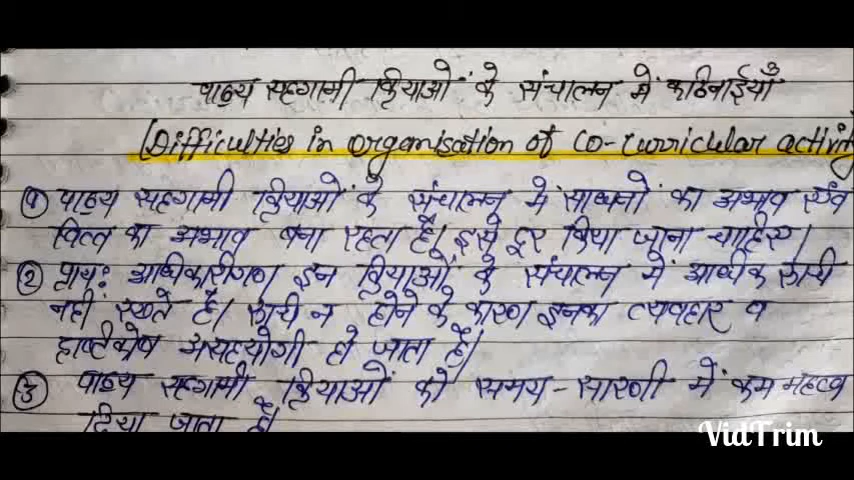 पाठ्य सहगामी क्रियाओं के संचालन में कठिनाईयाँ
(Difficulties in organisation of Co-curricular activit
① पाठ्य सहगामी क्रियाओं के संचालन में साधनों का अभाव एंव
वित्त का अभाव बना रहता है। इसे दूर किया जाना चाहिए।
② प्राय: अधिकारीगण इन क्रियाओं के संचालन में अधिक रूची
नहीं रखते हैं। रूची न होने के कारण इनका व्यवहार व
दृष्टिकोष असहयोगी हो जाता है।
③ पाठ्य सहगामी क्रियाओं को समय-सारणी में कम महत्व
दिया जाता है
VidTrim